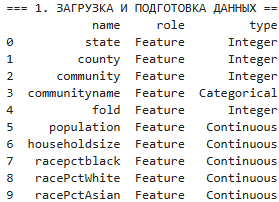 === 1. ЗАГРУЗКА И ПОДГОТОВКА ДАННЫХ ==
name role type
0 state Feature Integer
1 county Feature Integer
2 community Feature Integer
3 communityname Feature Categorical
4 fold Feature Integer
5 population Feature Continuous
6 householdsize Feature Continuous
7 racepctblack Feature Continuous
8 racePctWhite Feature Continuous
9 racePctAsian Feature Continuous